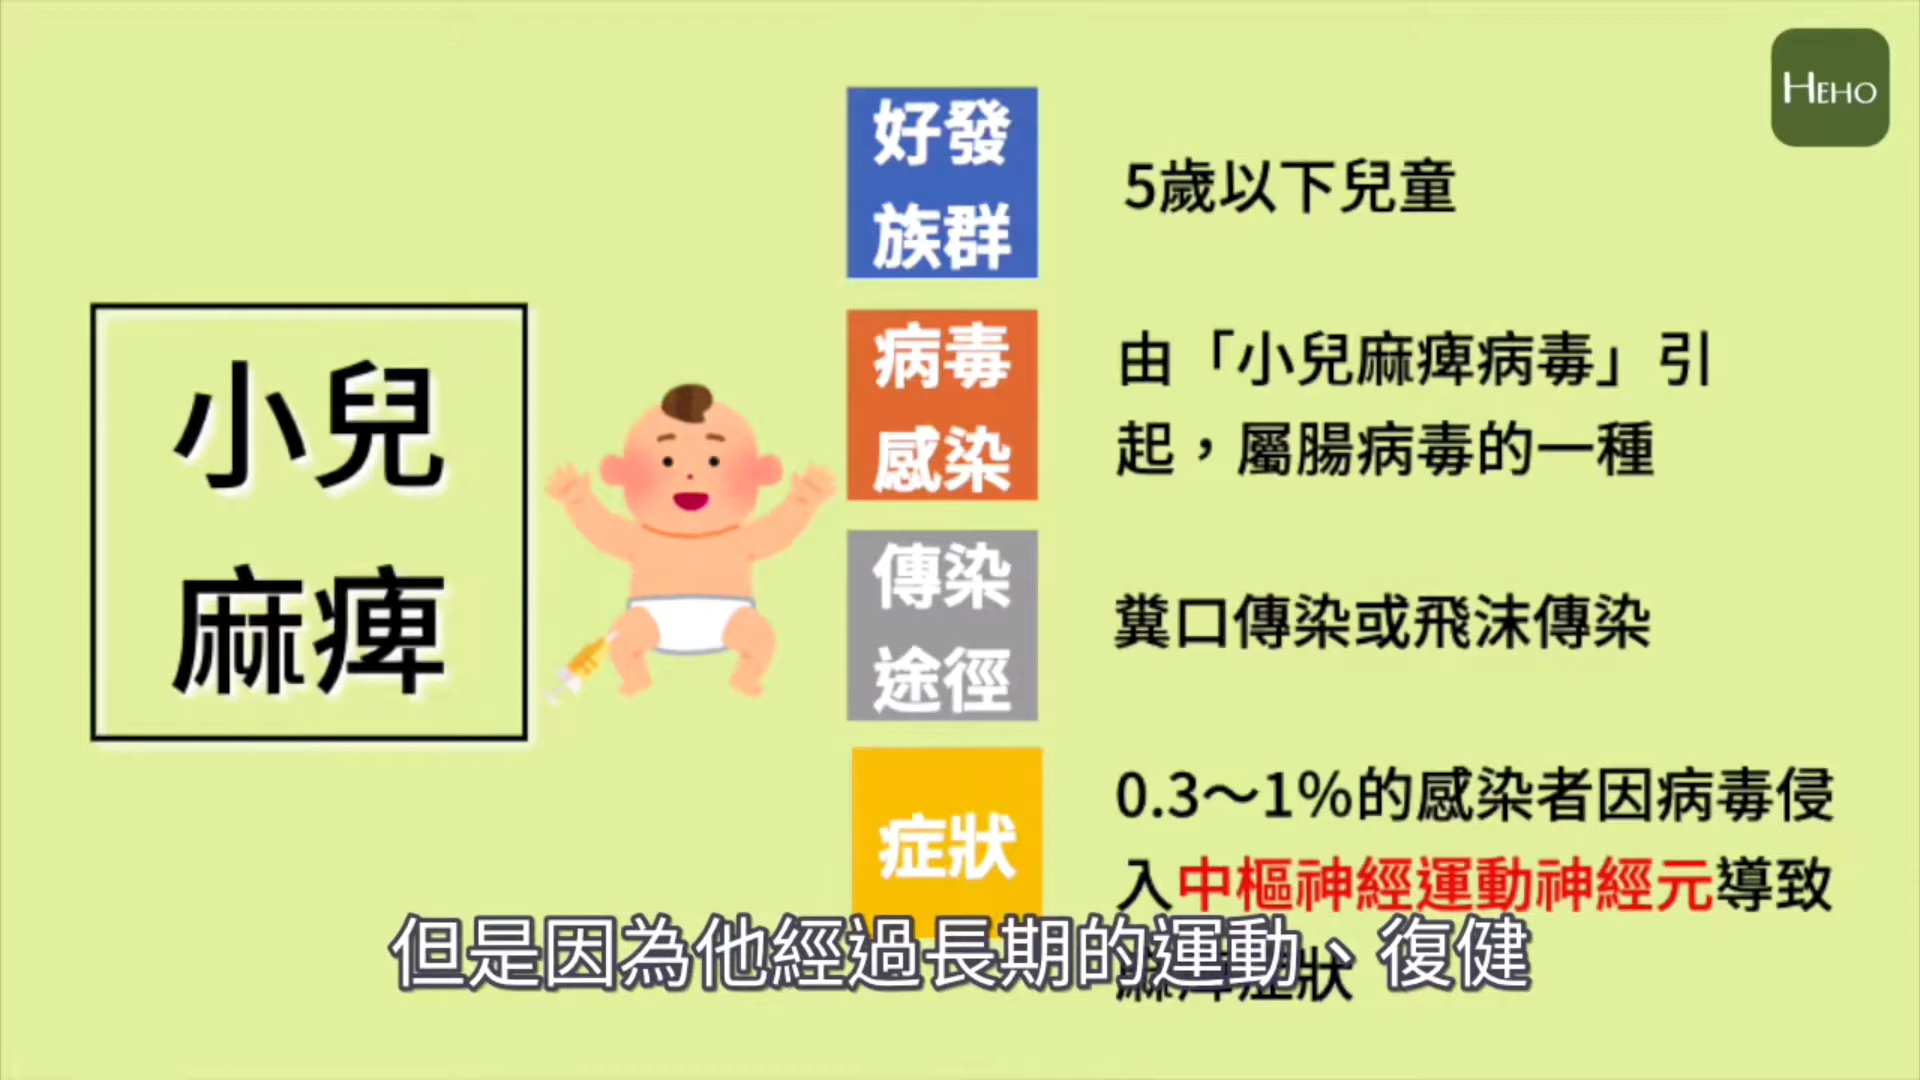 HEHO
小兒
麻痺
好發
族群
5歲以下兒童
病毒
感染
由「小兒麻痺病毒」引
起，屬腸病毒的一種
傳染
途徑
糞口傳染或飛沫傳染
症狀
0.3～1%的感染者因病毒侵
入中樞神經運動神經元導致
麻痺症狀
但是因為他經過長期的運動、復健